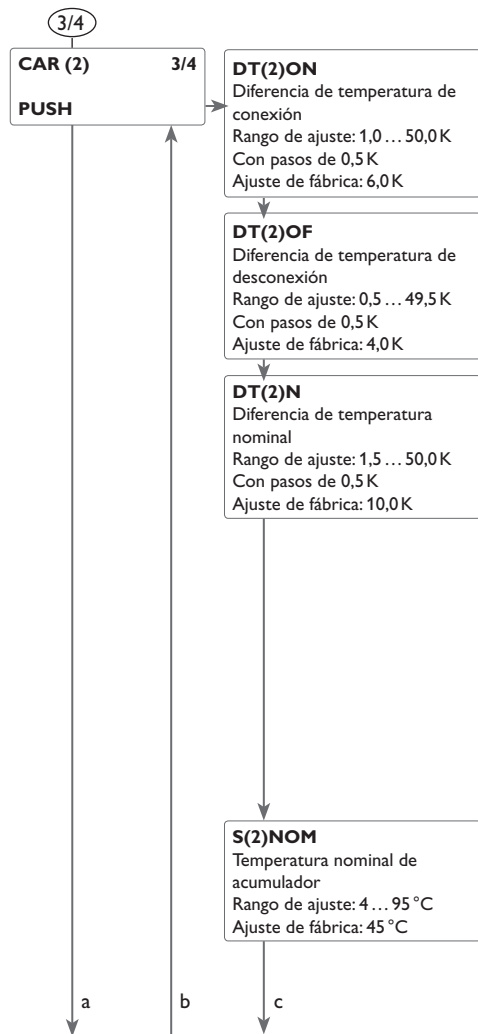 3/4
CAR (2) 3/4
PUSH
DT(2)ON
Diferencia de temperatura de
conexión
Rango de ajuste: 1,0 ... 50,0 K
Con pasos de 0,5 K
Ajuste de fábrica: 6,0 K
DT(2)OF
Diferencia de temperatura de
desconexión
Rango de ajuste: 0,5 ... 49,5 K
Con pasos de 0,5 K
Ajuste de fábrica: 4,0 K
DT(2)N
Diferencia de temperatura
nominal
Rango de ajuste: 1,5 ... 50,0 K
Con pasos de 0,5 K
Ajuste de fábrica: 10,0 K
S(2)NOM
Temperatura nominal de
acumulador
Rango de ajuste: 4 ... 95 °C
Ajuste de fábrica: 45 °C
a b c